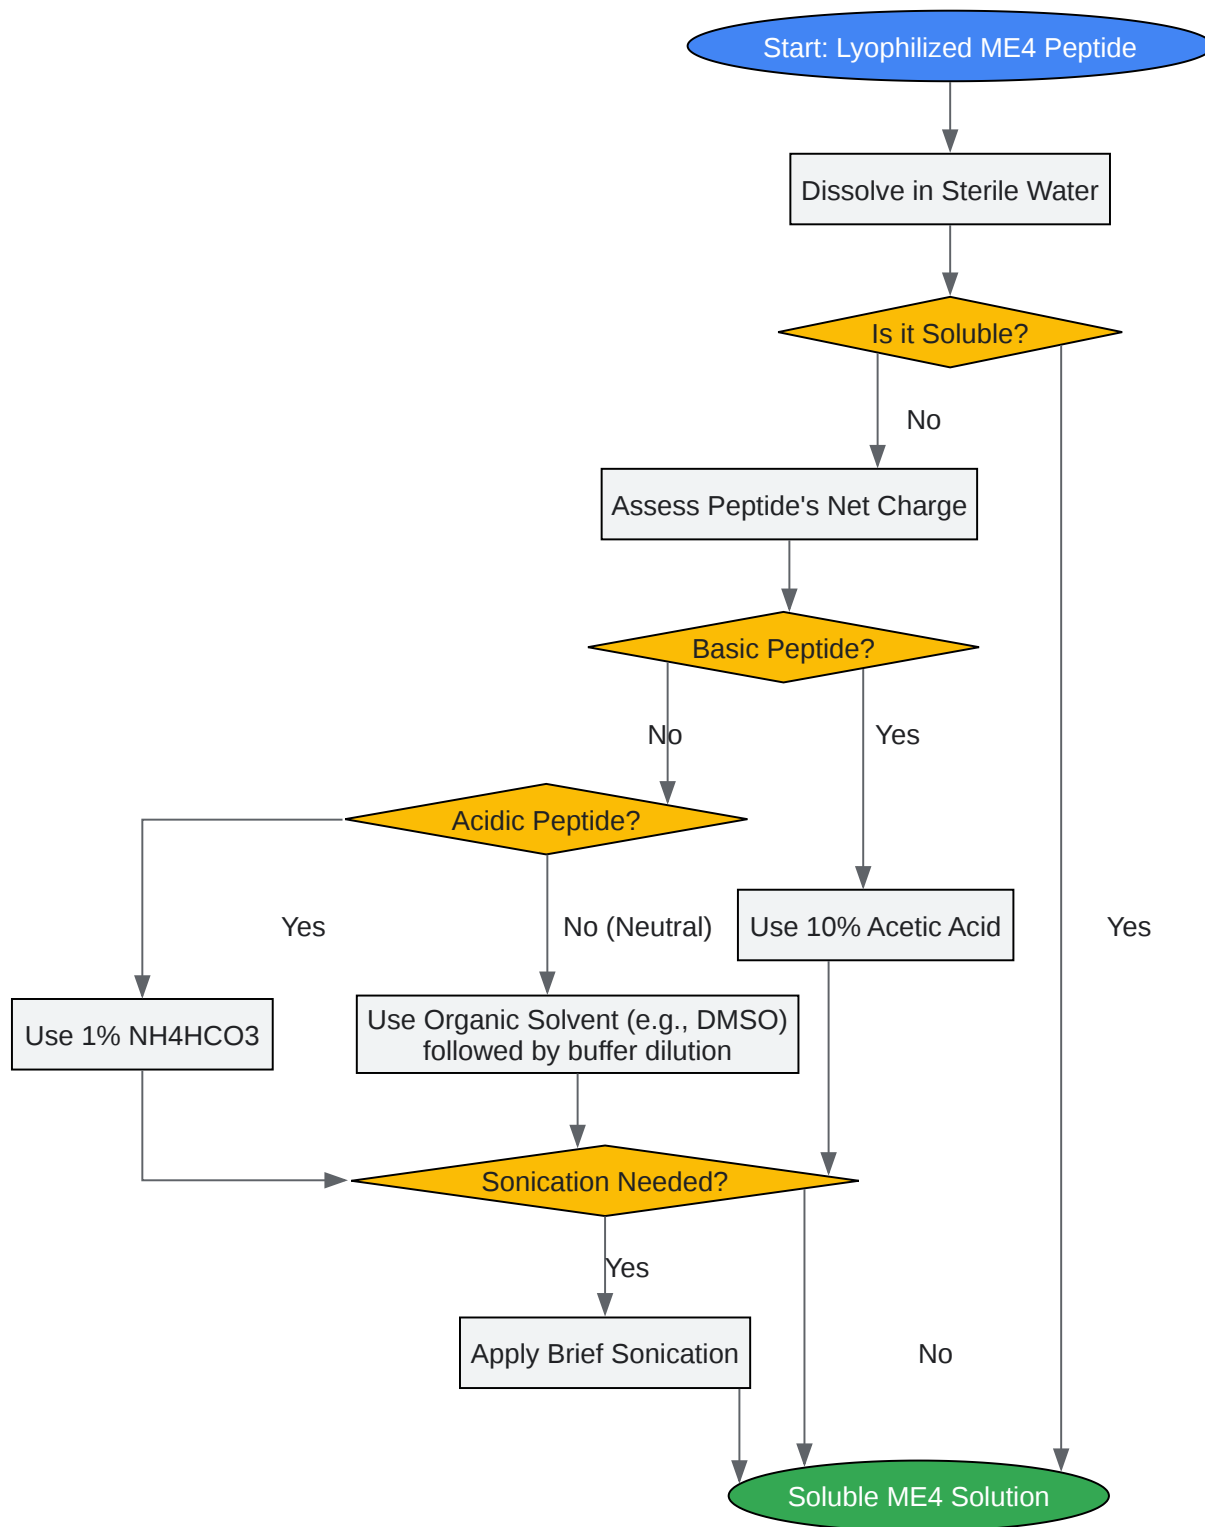 Start: Lyophilized ME4 Peptide
Dissolve in Sterile Water
Is it Soluble?
No
Assess Peptide's Net Charge
Basic Peptide?
No
Yes
Acidic Peptide?
Yes
No (Neutral)
Use 10% Acetic Acid
Yes
Use 1% NH4HCO3
Use Organic Solvent (e.g., DMSO)
followed by buffer dilution
Sonication Needed?
Yes
Apply Brief Sonication
No
Soluble ME4 Solution